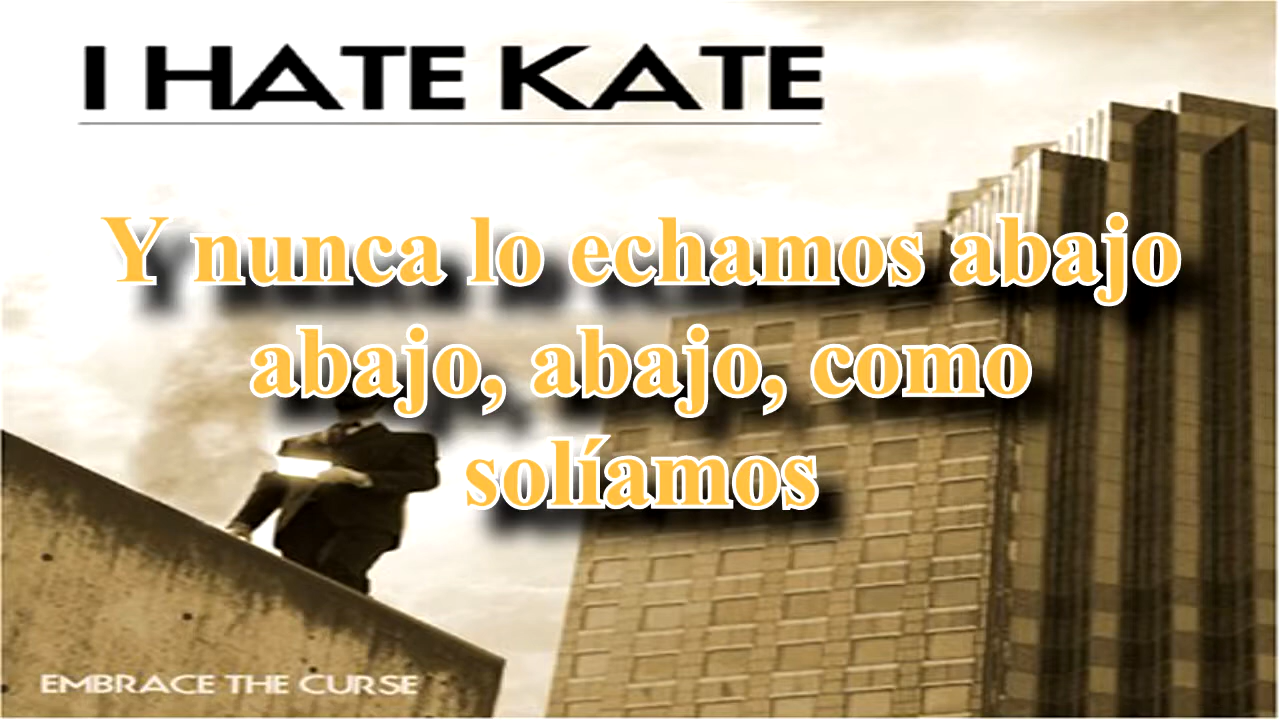 I HATE KATE
Y nunca lo echamos abajo
abajo, abajo, como
solíamos
EMBRACE THE CURSE